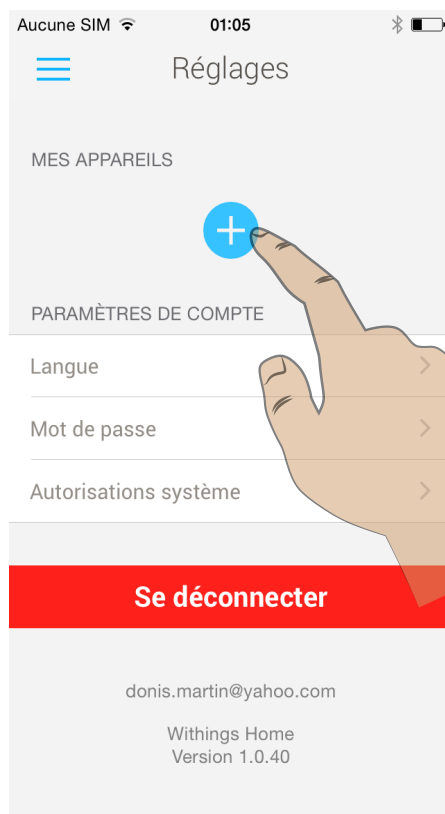 Aucune SIM 01:05
Réglages
MES APPAREILS
PARAMÈTRES DE COMPTE
Langue
Mot de passe
Autorisations système
Se déconnecter
donis.martin@yahoo.com
Withings Home
Version 1.0.40